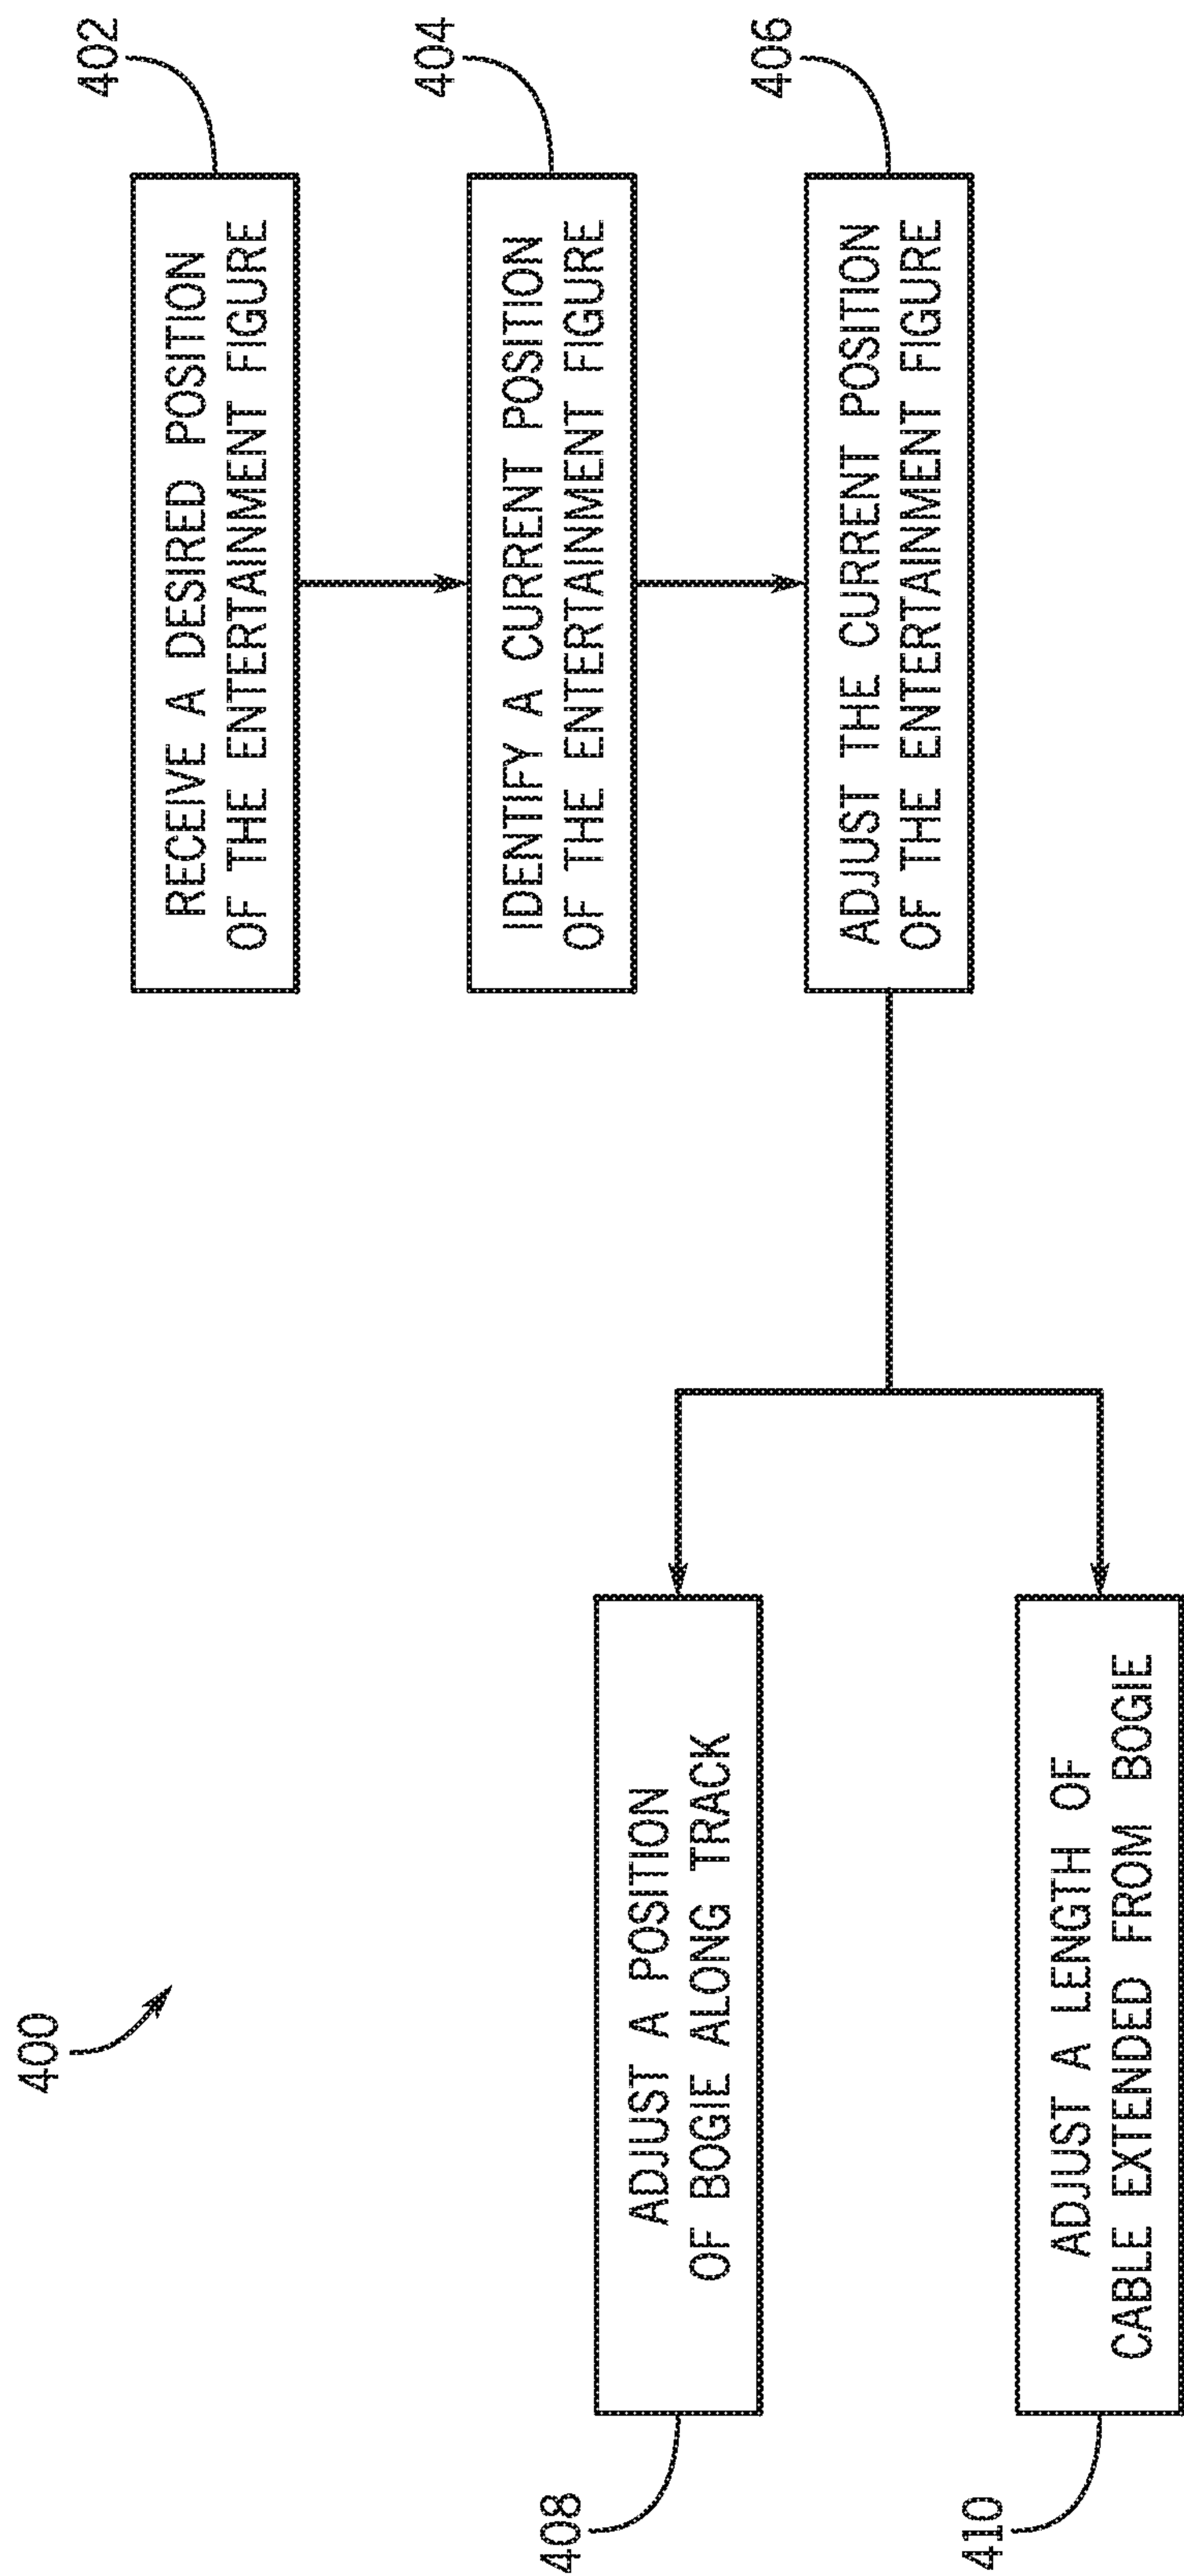 400
402
RECEIVE A DESIRED POSITION
OF THE ENTERTAINMENT FIGURE
404
IDENTIFY A CURRENT POSITION
OF THE ENTERTAINMENT FIGURE
406
ADJUST THE CURRENT POSITION
OF THE ENTERTAINMENT FIGURE
408
ADJUST A POSITION
OF BOGIE ALONG TRACK
410
ADJUST A LENGTH OF
CABLE EXTENDED FROM BOGIE